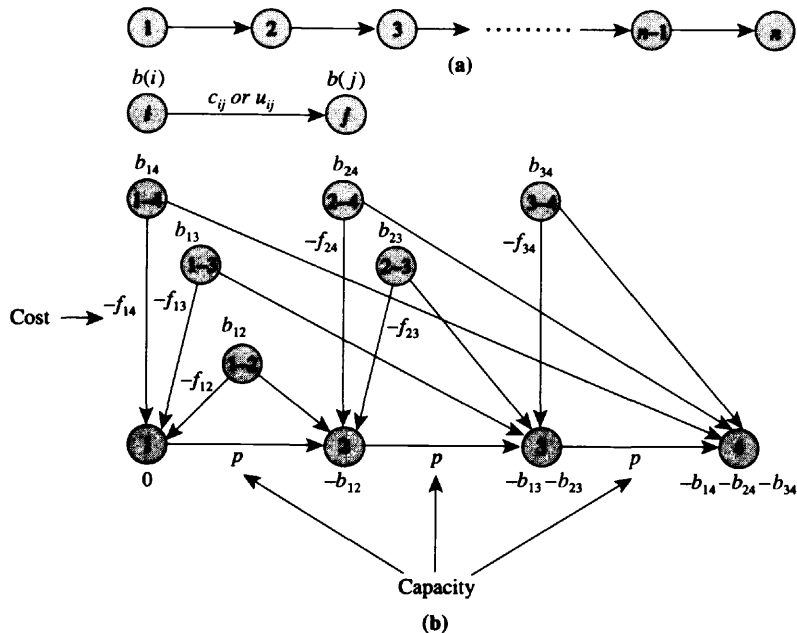 1 2 3 ......... n–1 n
(a)
b(i) b(j)
i c_ij or u_ij j
b_14 b_24 b_34
1–4 2–4 3–4
b_13 −f_24 b_23 −f_34
1–3 2–3
Cost −f_14 −f_13 −f_23
b_12
1–2
−f_12
1 p 2 p 3 p 4
0 −b_12 −b_13−b_23 −b_14−b_24−b_34
Capacity
(b)